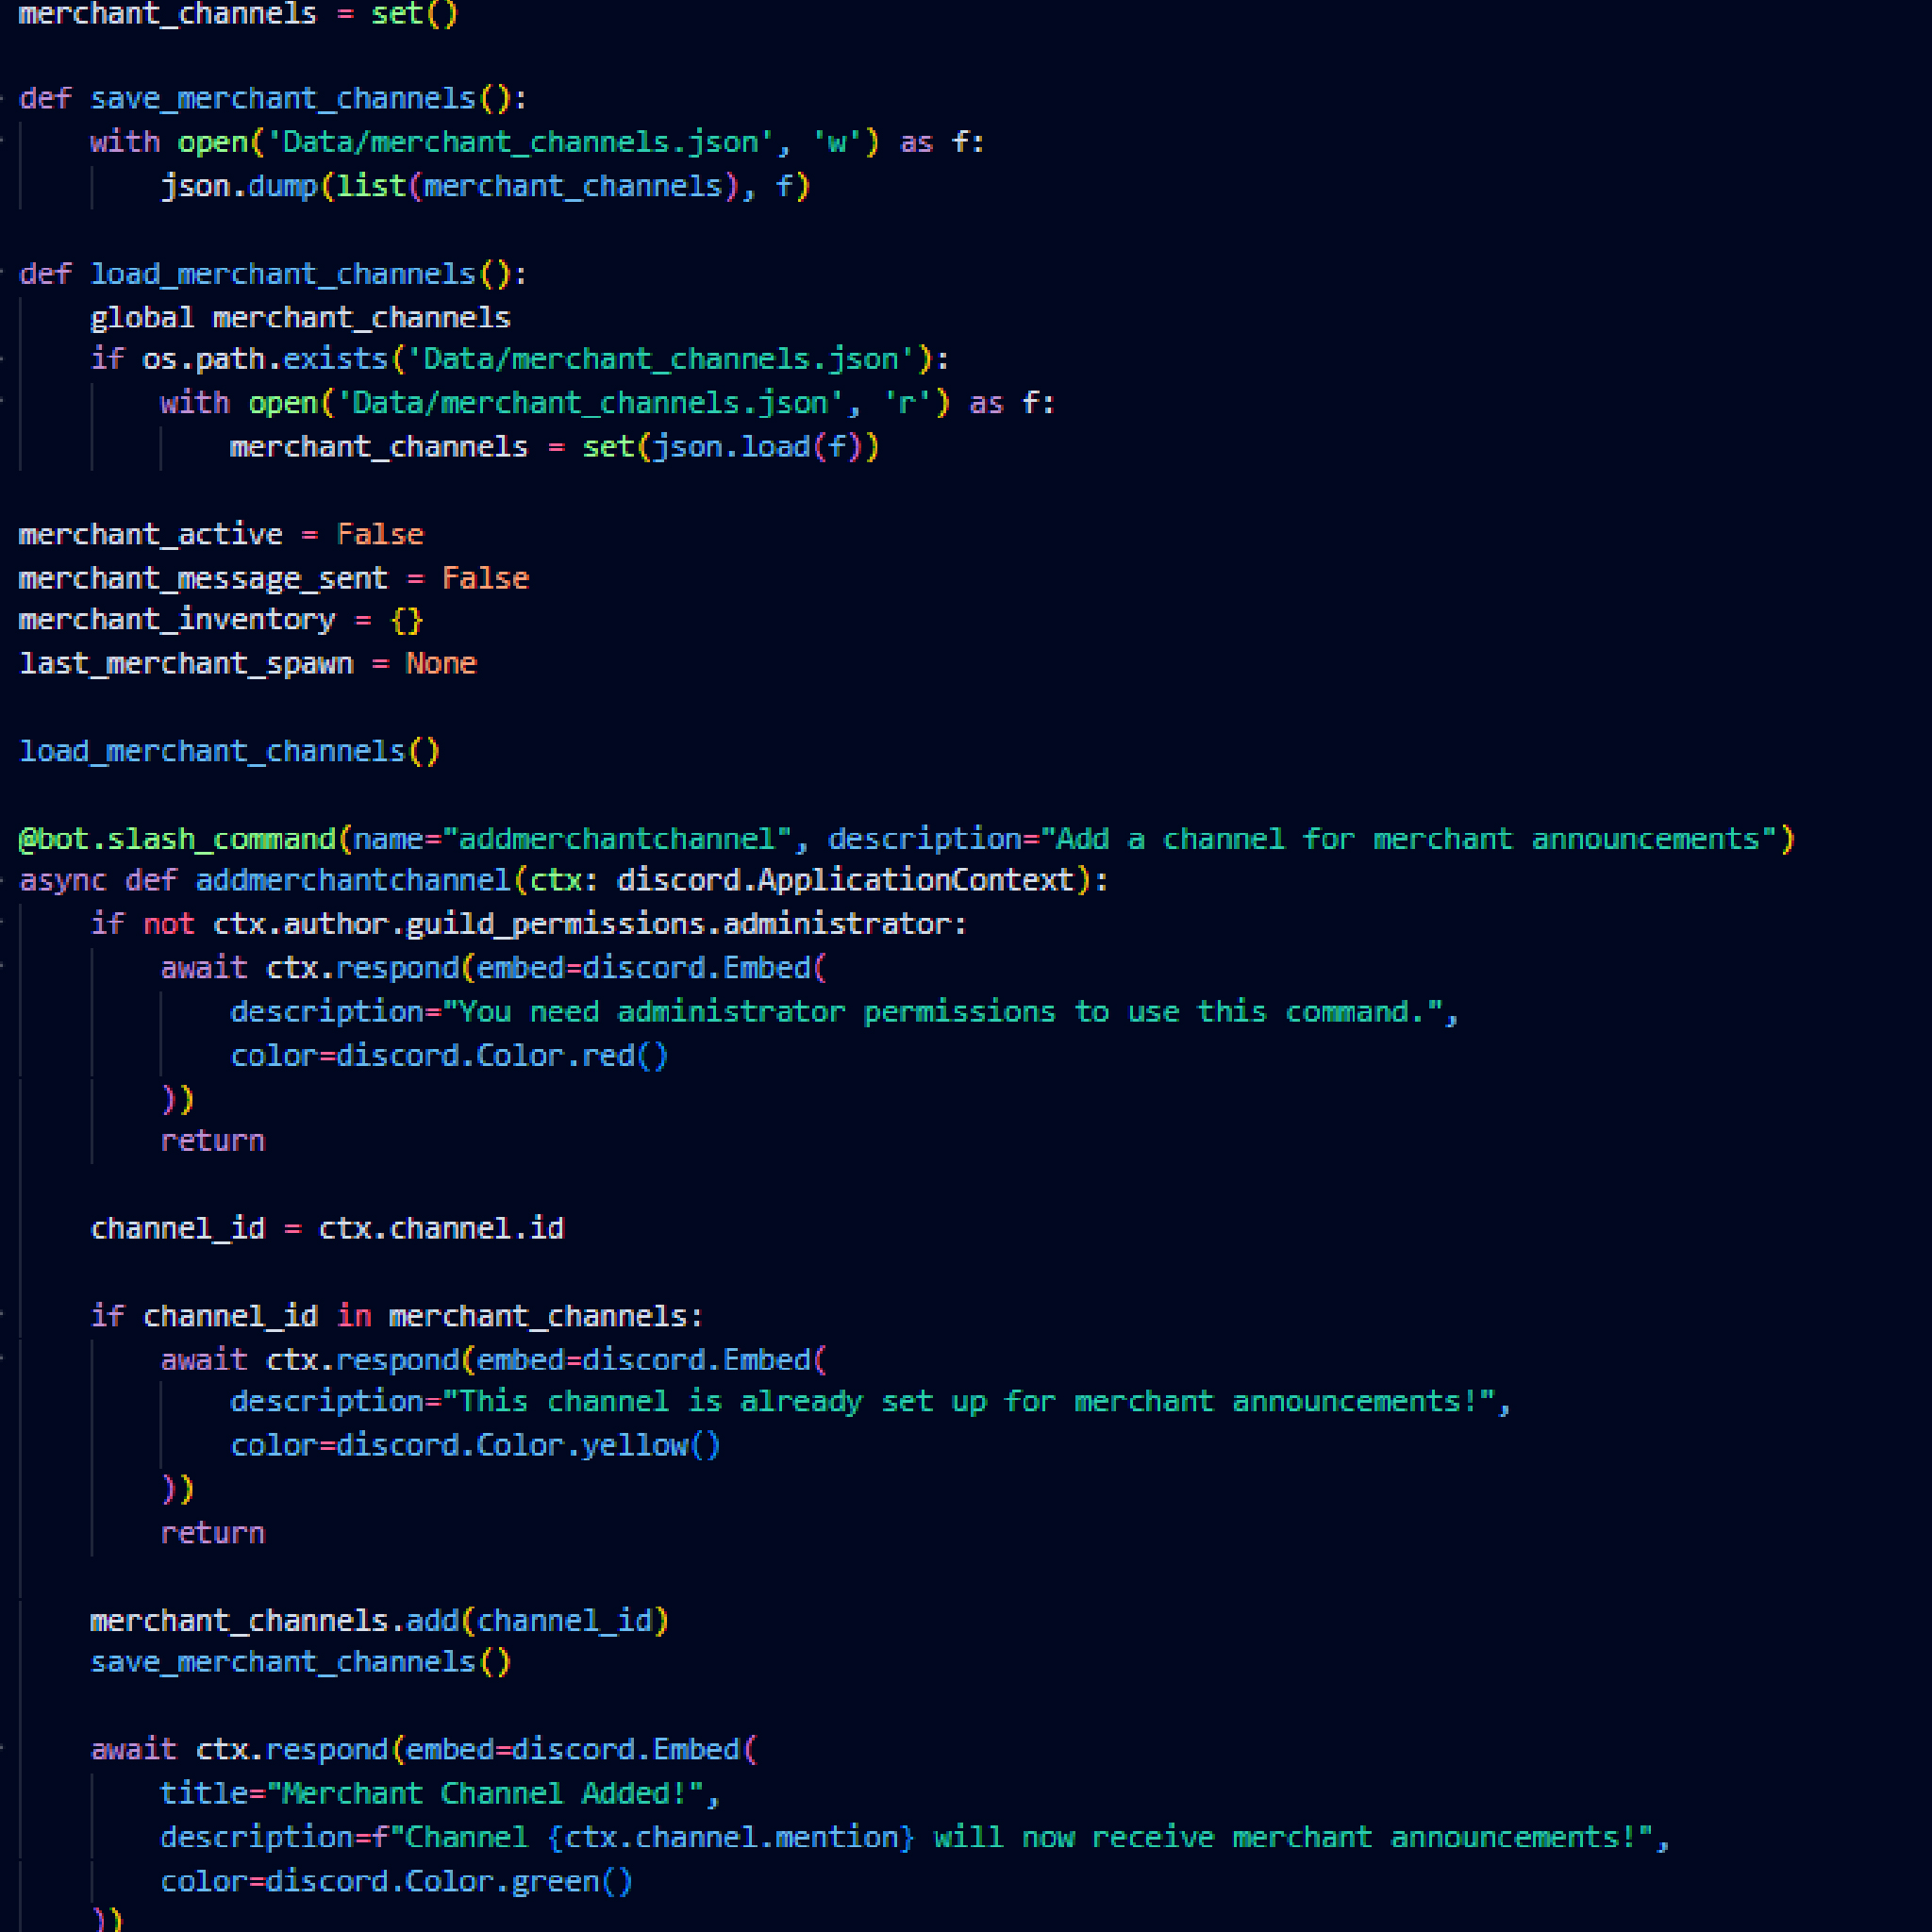 merchant_channels = set()
def save_merchant_channels():
    with open('Data/merchant_channels.json', 'w') as f:
        json.dump(list(merchant_channels), f)
def load_merchant_channels():
    global merchant_channels
    if os.path.exists('Data/merchant_channels.json'):
        with open('Data/merchant_channels.json', 'r') as f:
            merchant_channels = set(json.load(f))
merchant_active = False
merchant_message_sent = False
merchant_inventory = {}
last_merchant_spawn = None
load_merchant_channels()
@bot.slash_command(name="addmerchantchannel", description="Add a channel for merchant announcements")
async def addmerchantchannel(ctx: discord.ApplicationContext):
    if not ctx.author.guild_permissions.administrator:
        await ctx.respond(embed=discord.Embed(
            description="You need administrator permissions to use this command.",
            color=discord.Color.red()
        ))
        return
    channel_id = ctx.channel.id
    if channel_id in merchant_channels:
        await ctx.respond(embed=discord.Embed(
            description="This channel is already set up for merchant announcements!",
            color=discord.Color.yellow()
        ))
        return
    merchant_channels.add(channel_id)
    save_merchant_channels()
    await ctx.respond(embed=discord.Embed(
        title="Merchant Channel Added!",
        description=f"Channel {ctx.channel.mention} will now receive merchant announcements!",
        color=discord.Color.green()
    ))